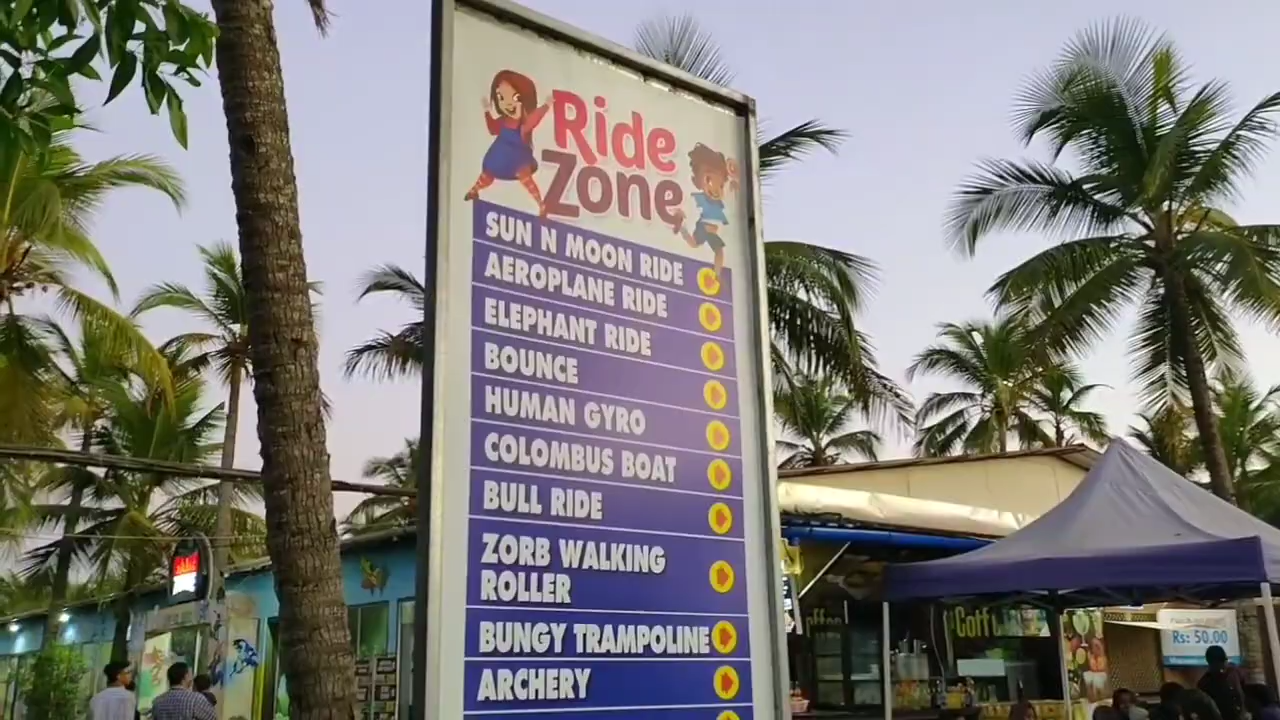 Ride
Zone
SUN N MOON RIDE
AEROPLANE RIDE
ELEPHANT RIDE
BOUNCE
HUMAN GYRO
COLOMBUS BOAT
BULL RIDE
ZORB WALKING
ROLLER
BUNGY TRAMPOLINE
ARCHERY
Rs: 50.00